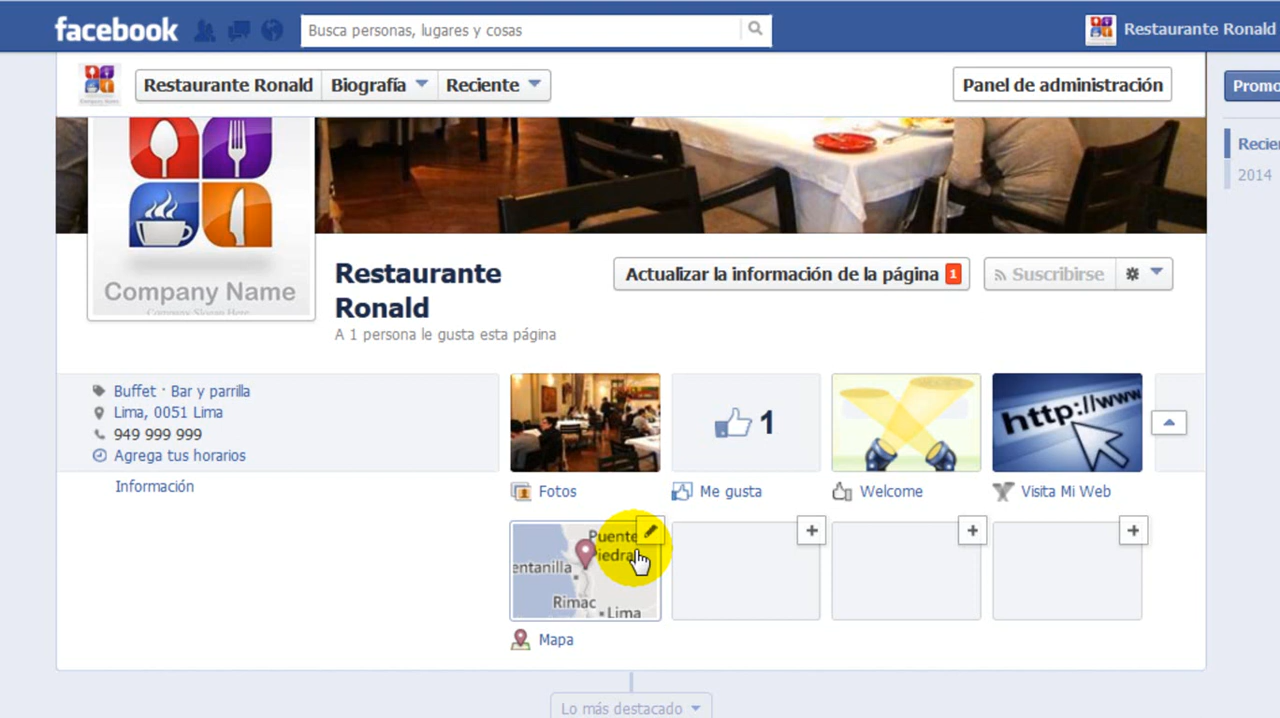 facebook
Busca personas, lugares y cosas
Restaurante Ronald
Restaurante Ronald
Biografía
Reciente
Panel de administración
Promo
Recien
2014
Company Name
Company Slogan Here
Restaurante
Ronald
Actualizar la información de la página 1
Suscribirse
A 1 persona le gusta esta página
Buffet · Bar y parrilla
Lima, 0051 Lima
949 999 999
Agrega tus horarios
Información
1
http://www
Fotos
Me gusta
Welcome
Visita Mi Web
Puente
Piedra
entanilla
Rimac
Lima
Mapa
Lo más destacado